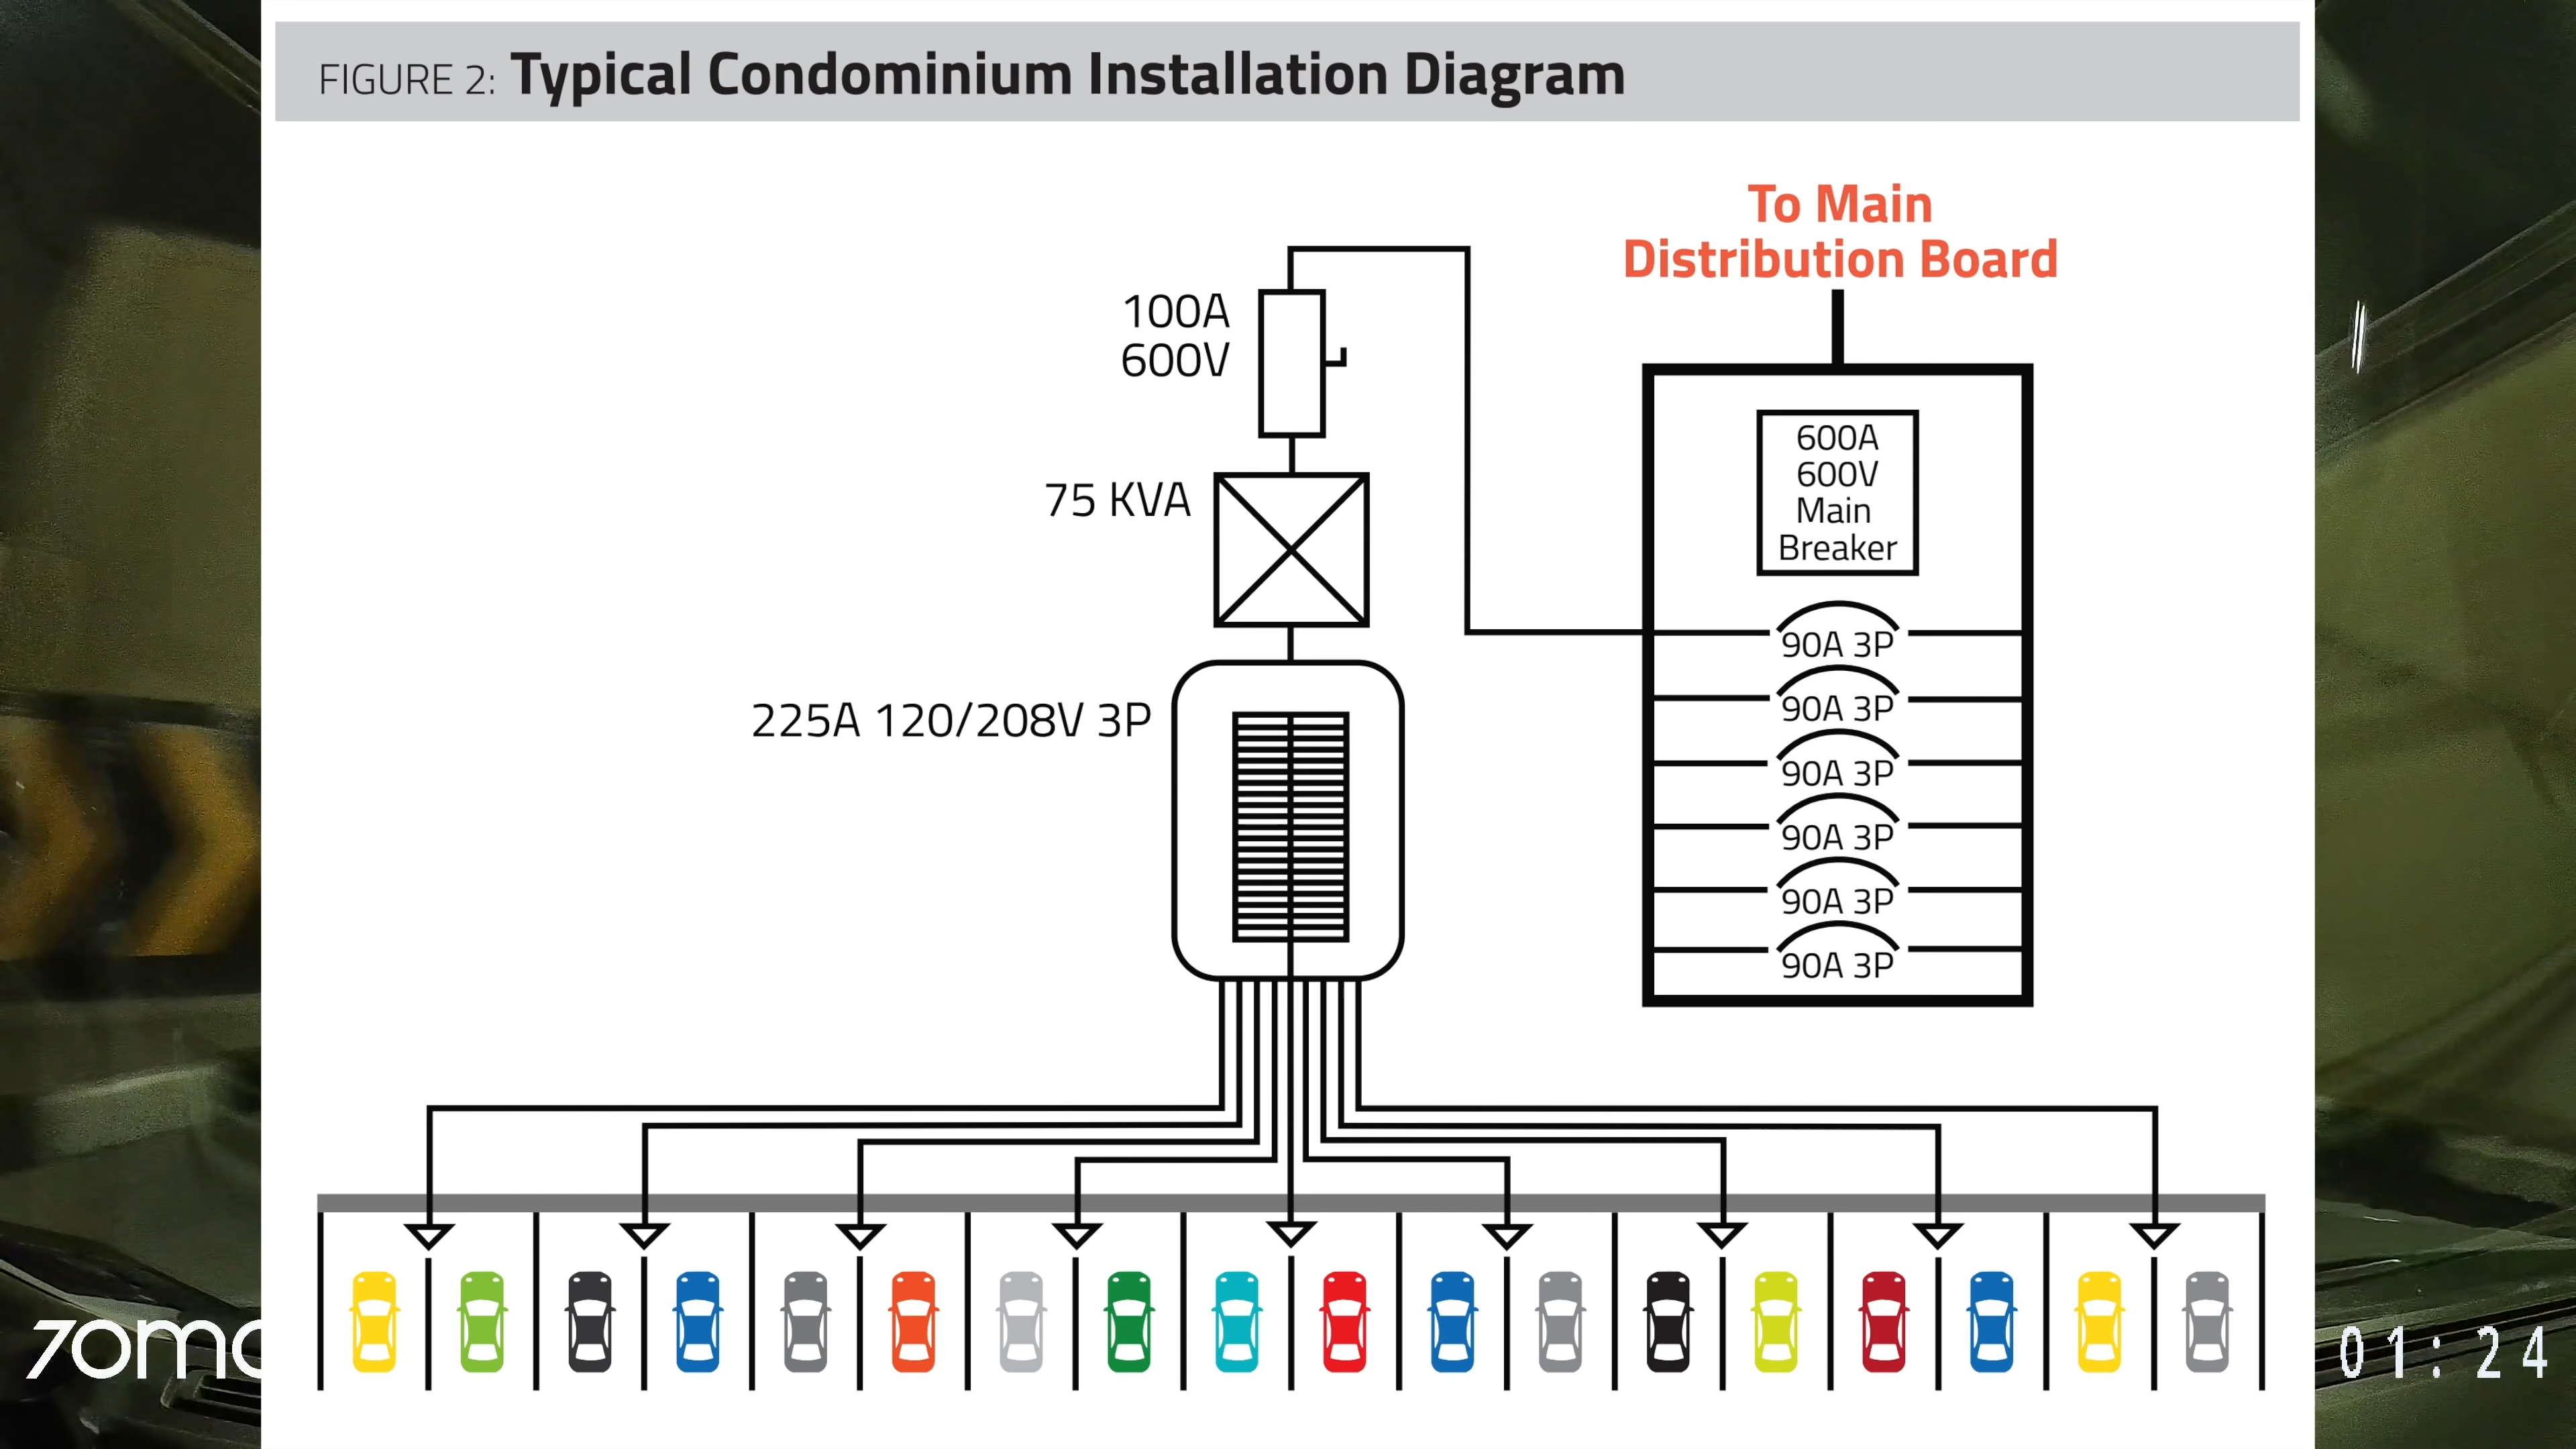 FIGURE 2: Typical Condominium Installation Diagram
To Main
Distribution Board
100A
600V
600A
600V
Main
Breaker
75 KVA
90A 3P
90A 3P
90A 3P
90A 3P
90A 3P
90A 3P
225A 120/208V 3P
01:24